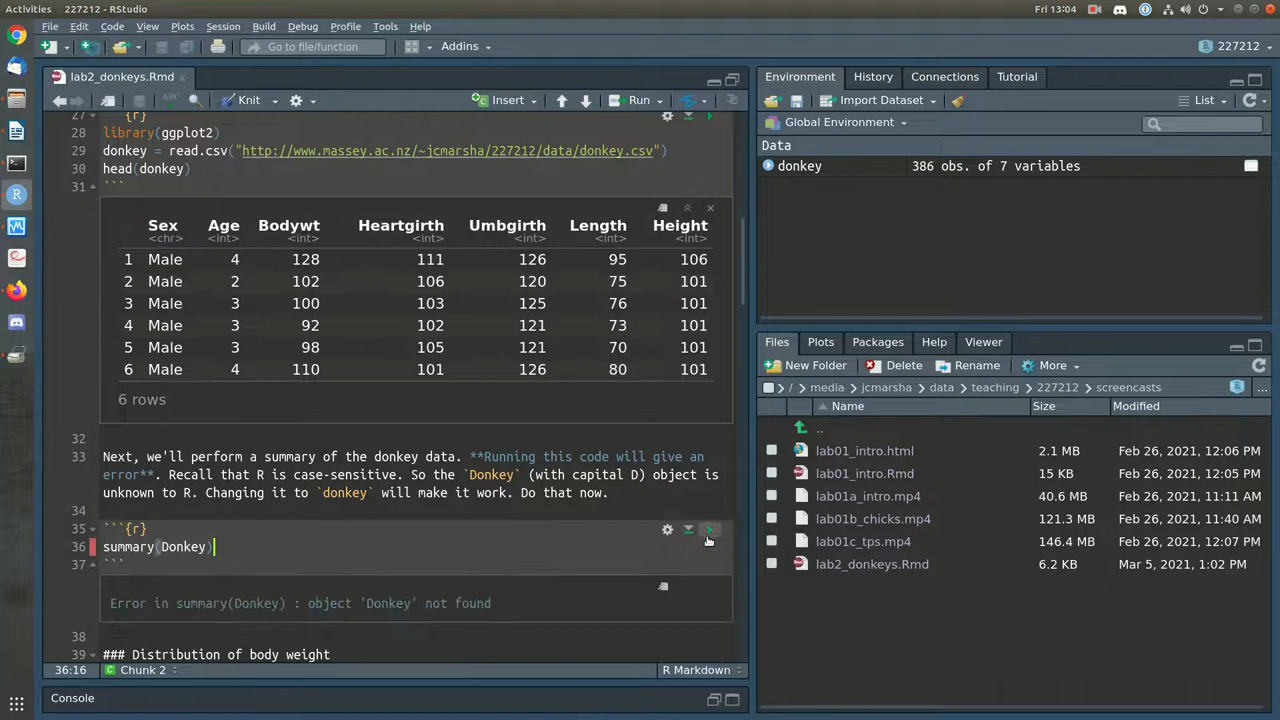 Activities 227212 - RStudio Fri 13:04
File Edit Code View Plots Session Build Debug Profile Tools Help
Go to file/function Addins 227212
lab2_donkeys.Rmd
Knit Insert Run
27 ```{r}
28 library(ggplot2)
29 donkey = read.csv("http://www.massey.ac.nz/~jcmarsha/227212/data/donkey.csv")
30 head(donkey)
31 ```
Sex Age Bodywt Heartgirth Umbgirth Length Height
<chr> <int> <int> <int> <int> <int> <int>
1 Male 4 128 111 126 95 106
2 Male 2 102 106 120 75 101
3 Male 3 100 103 125 76 101
4 Male 3 92 102 121 73 101
5 Male 3 98 105 121 70 101
6 Male 4 110 101 126 80 101
6 rows
32
33 Next, we'll perform a summary of the donkey data. **Running this code will give an
error**. Recall that R is case-sensitive. So the `Donkey` (with capital D) object is
unknown to R. Changing it to `donkey` will make it work. Do that now.
34
35 ```{r}
36 summary(Donkey)
37 ```
Error in summary(Donkey) : object 'Donkey' not found
38
39 ### Distribution of body weight
36:16 Chunk 2 R Markdown
Console
Environment History Connections Tutorial
Import Dataset List
Global Environment
Data
donkey 386 obs. of 7 variables
Files Plots Packages Help Viewer
New Folder Delete Rename More
/ media jcmarsha data teaching 227212 screencasts ...
Name Size Modified
..
lab01_intro.html 2.1 MB Feb 26, 2021, 12:06 PM
lab01_intro.Rmd 15 KB Feb 26, 2021, 12:06 PM
lab01a_intro.mp4 40.6 MB Feb 26, 2021, 11:11 AM
lab01b_chicks.mp4 121.3 MB Feb 26, 2021, 11:40 AM
lab01c_tps.mp4 146.4 MB Feb 26, 2021, 12:07 PM
lab2_donkeys.Rmd 6.2 KB Mar 5, 2021, 1:02 PM